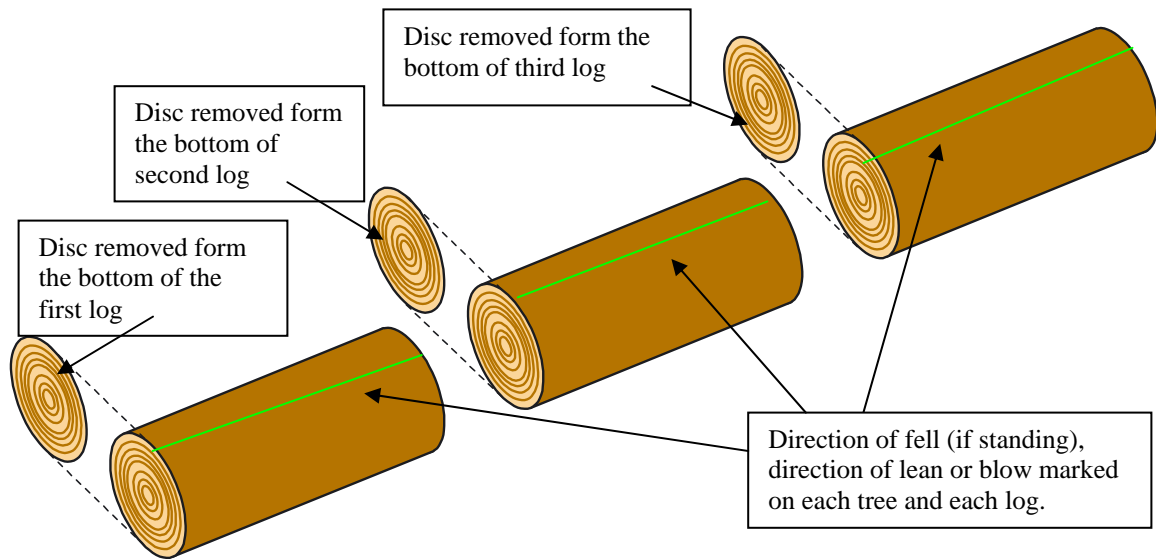 Disc removed form the
bottom of third log
Disc removed form
the bottom of
second log
Disc removed form
the bottom of the
first log
Direction of fell (if standing),
direction of lean or blow marked
on each tree and each log.